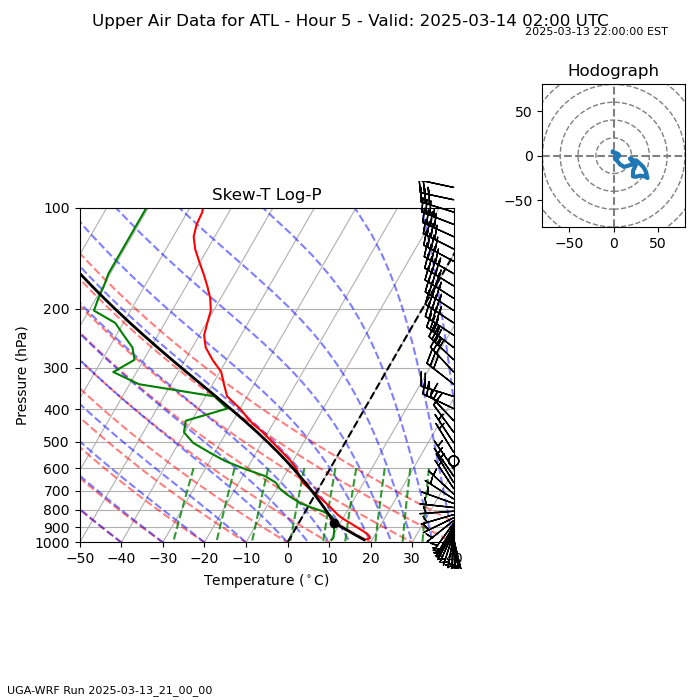 Upper Air Data for ATL - Hour 5 - Valid: 2025-03-14 02:00 UTC
2025-03-13 22:00:00 EST
Hodograph
50
0
−50
−50 0 50
Skew-T Log-P
100
200
300
400
500
600
700
800
900
1000
Pressure (hPa)
−50 −40 −30 −20 −10 0 10 20 30
Temperature (°C)
UGA-WRF Run 2025-03-13_21_00_00